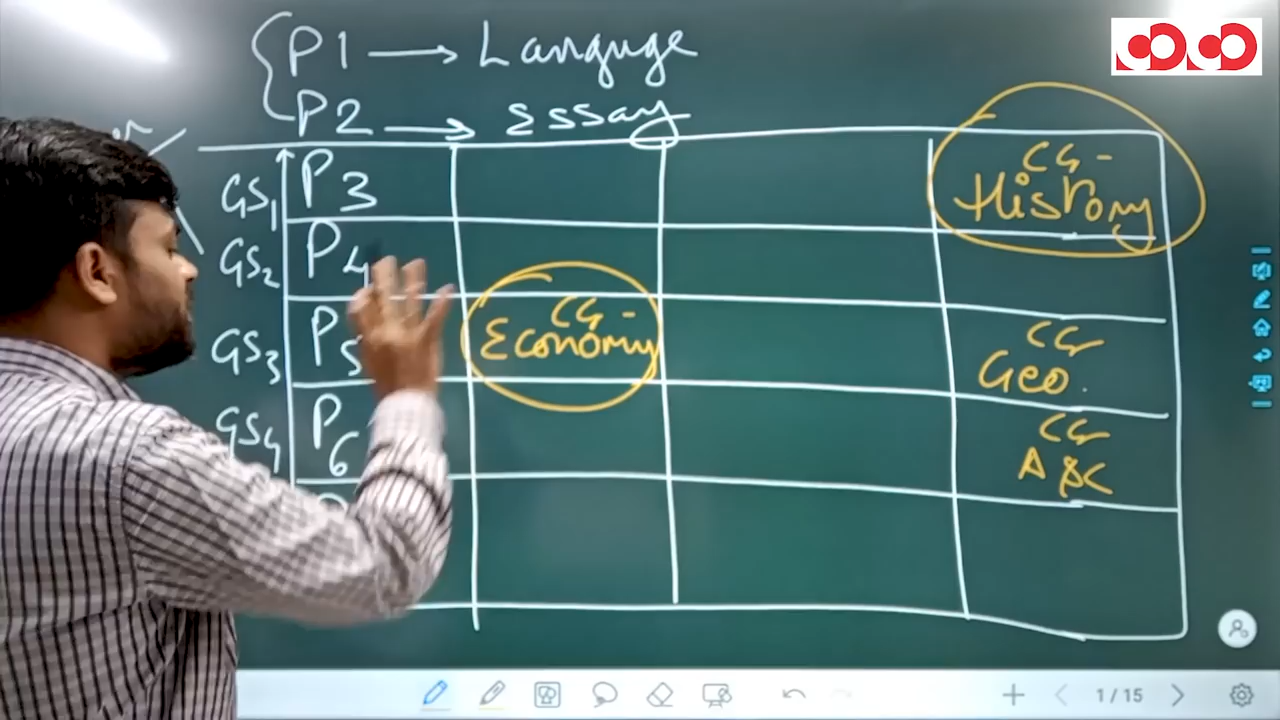 P1 → Languge
P2 → Essay
GS1 P3 CG - History
GS2 P4
GS3 P5 CG - Economy CG Geo.
GS4 P6 CG A&C
1/15